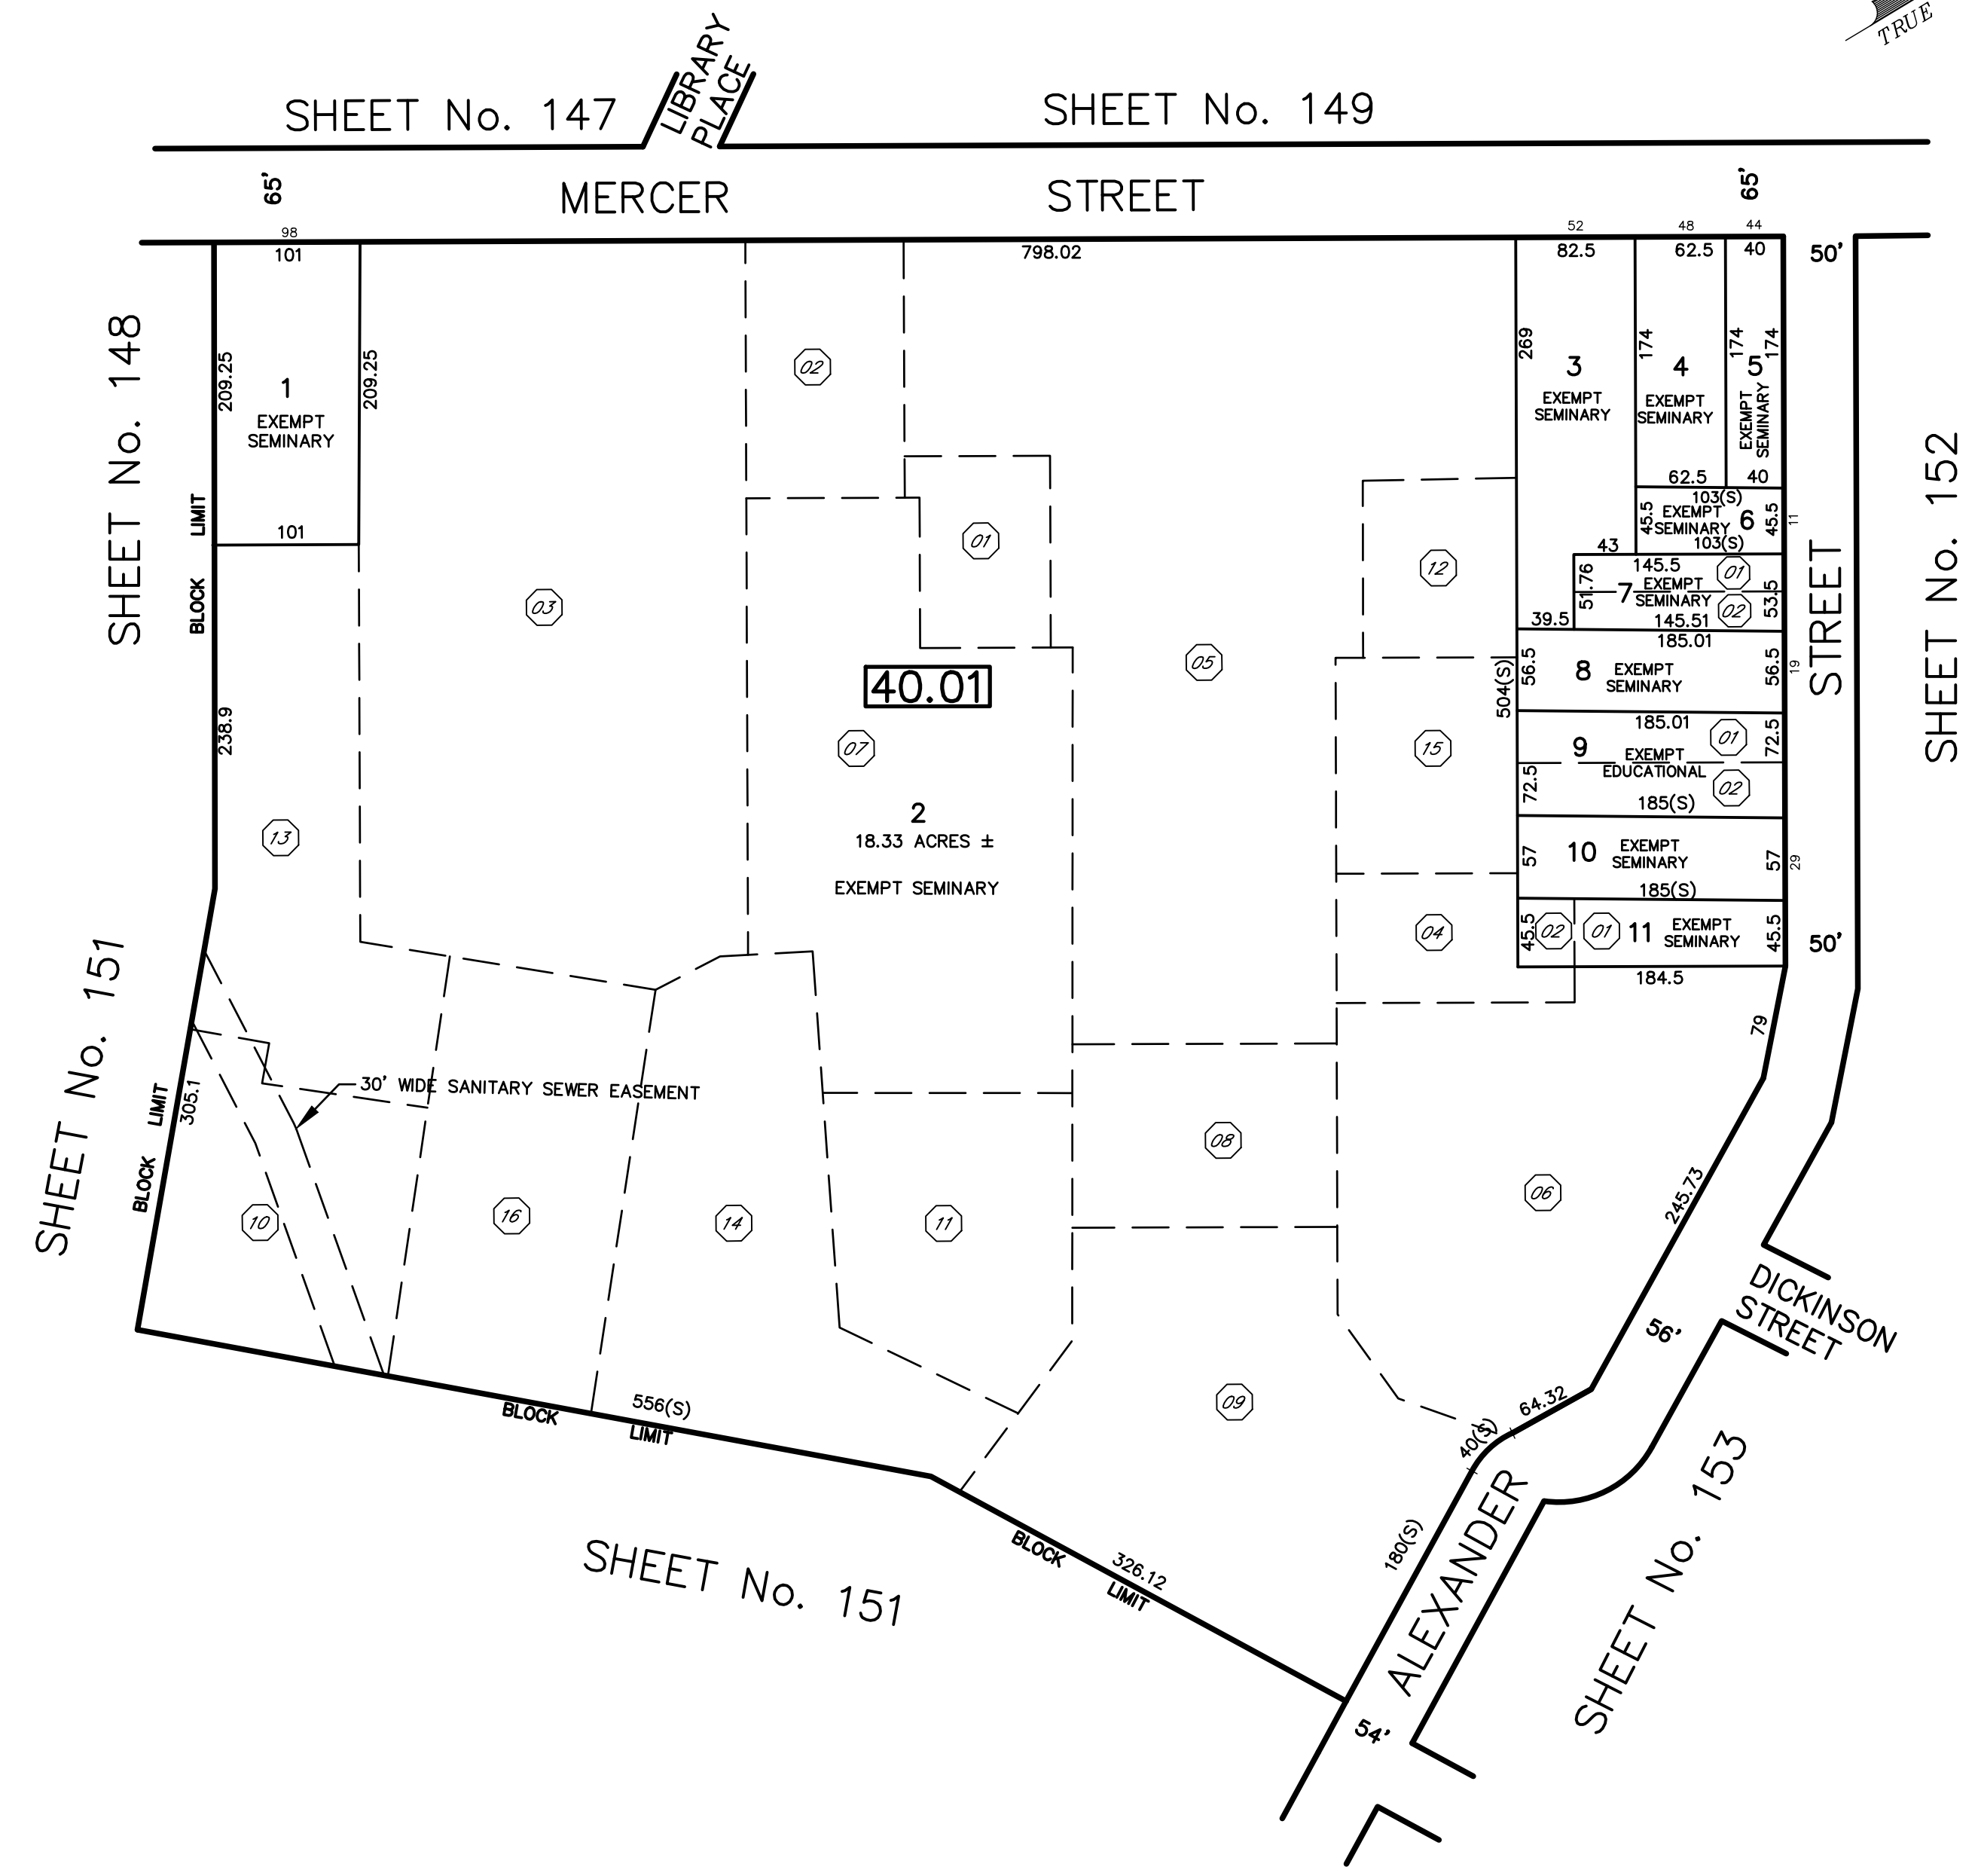 TRUE
LIBRARY
PLACE
SHEET No. 147
SHEET No. 149
65'
MERCER STREET
65'
98
101
798.02
52
82.5
48
62.5
44
40
50'
SHEET No. 148
209.25
209.25
1
EXEMPT
SEMINARY
101
BLOCK LIMIT
238.9
02
01
03
07
05
12
15
04
13
40.01
2
18.33 ACRES ±
EXEMPT SEMINARY
269
3
EXEMPT
SEMINARY
174
4
EXEMPT
SEMINARY
62.5
174
174
5
EXEMPT
SEMINARY
40
103(S)
45.5
EXEMPT
SEMINARY
6
45.5
11
103(S)
43
145.5
51.76
7
EXEMPT
SEMINARY
01
02
53.5
39.5
145.51
185.01
504(S)
56.5
8
EXEMPT
SEMINARY
56.5
19
185.01
9
EXEMPT
EDUCATIONAL
01
02
72.5
72.5
185(S)
57
10
EXEMPT
SEMINARY
57
29
185(S)
45.5
02
01
11
EXEMPT
SEMINARY
45.5
184.5
STREET
50'
SHEET No. 152
SHEET No. 151
BLOCK LIMIT
305.1
30' WIDE SANITARY SEWER EASEMENT
10
16
14
11
08
06
09
79
245.73
DICKINSON
STREET
56'
64.32
40(S)
180(S)
ALEXANDER
556(S)
BLOCK LIMIT
326.12
BLOCK LIMIT
54'
SHEET No. 151
SHEET No. 153